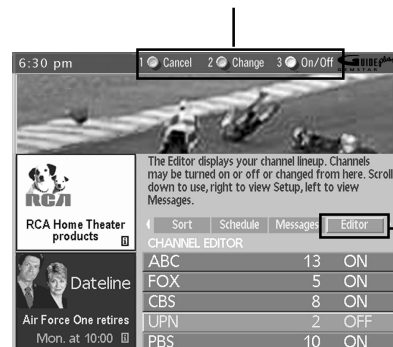 6:30 pm
1 Cancel 2 Change 3 On/Off GUIDE Plus
GEMSTAR
The Editor displays your channel lineup. Channels
may be turned on or off or changed from here. Scroll
down to use, right to view Setup, left to view
Messages.
RCA
RCA Home Theater
products i
Sort Schedule Messages Editor
CHANNEL EDITOR
ABC 13 ON
FOX 5 ON
CBS 8 ON
UPN 2 OFF
PBS 10 ON
Dateline
Air Force One retires
Mon. at 10:00 i